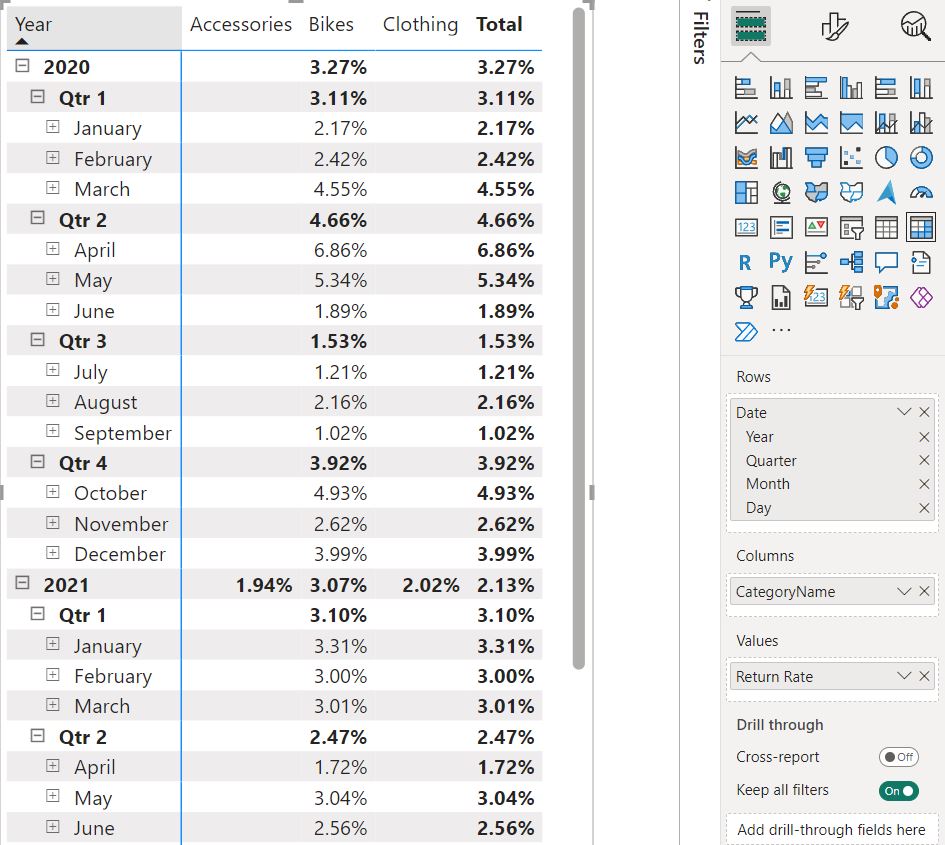 Year Accessories Bikes Clothing Total
2020 3.27% 3.27%
Qtr 1 3.11% 3.11%
January 2.17% 2.17%
February 2.42% 2.42%
March 4.55% 4.55%
Qtr 2 4.66% 4.66%
April 6.86% 6.86%
May 5.34% 5.34%
June 1.89% 1.89%
Qtr 3 1.53% 1.53%
July 1.21% 1.21%
August 2.16% 2.16%
September 1.02% 1.02%
Qtr 4 3.92% 3.92%
October 4.93% 4.93%
November 2.62% 2.62%
December 3.99% 3.99%
2021 1.94% 3.07% 2.02% 2.13%
Qtr 1 3.10% 3.10%
January 3.31% 3.31%
February 3.00% 3.00%
March 3.01% 3.01%
Qtr 2 2.47% 2.47%
April 1.72% 1.72%
May 3.04% 3.04%
June 2.56% 2.56%
Filters
123
R Py
123
...
Rows
Date
Year
Quarter
Month
Day
Columns
CategoryName
Values
Return Rate
Drill through
Cross-report Off
Keep all filters On
Add drill-through fields here